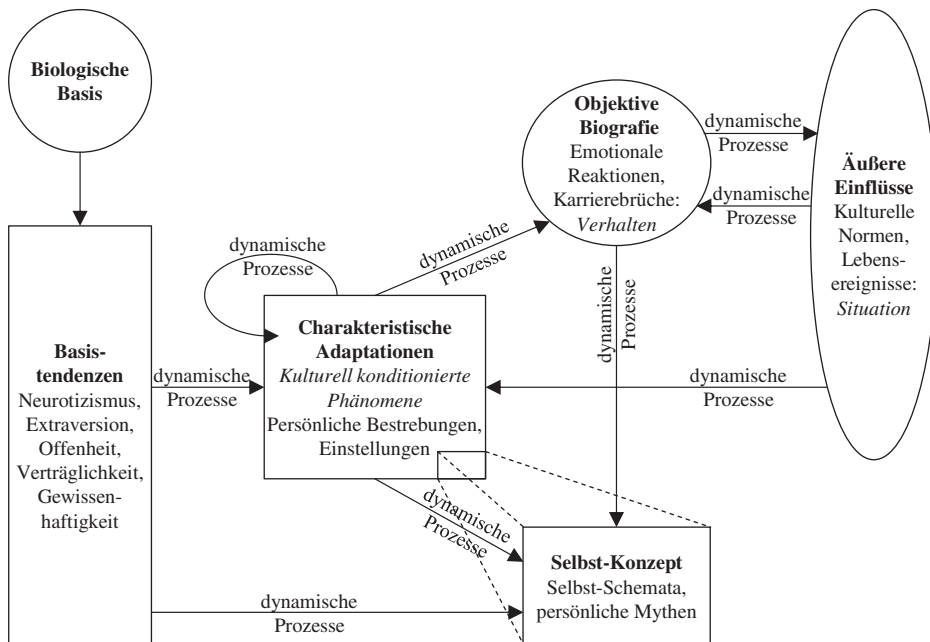 Biologische
Basis
Objektive
Biografie
Emotionale
Reaktionen,
Karrierebrüche:
Verhalten
dynamische
Prozesse
dynamische
Prozesse
Äußere
Einflüsse
Kulturelle
Normen,
Lebens-
ereignisse:
Situation
dynamische
Prozesse
dynamische
Prozesse
dynamische
Prozesse
Basis-
tendenzen
Neurotizismus,
Extraversion,
Offenheit,
Verträglichkeit,
Gewissen-
haftigkeit
dynamische
Prozesse
Charakteristische
Adaptationen
Kulturell konditionierte
Phänomene
Persönliche Bestrebungen,
Einstellungen
dynamische
Prozesse
dynamische
Prozesse
dynamische
Prozesse
Selbst-Konzept
Selbst-Schemata,
persönliche Mythen